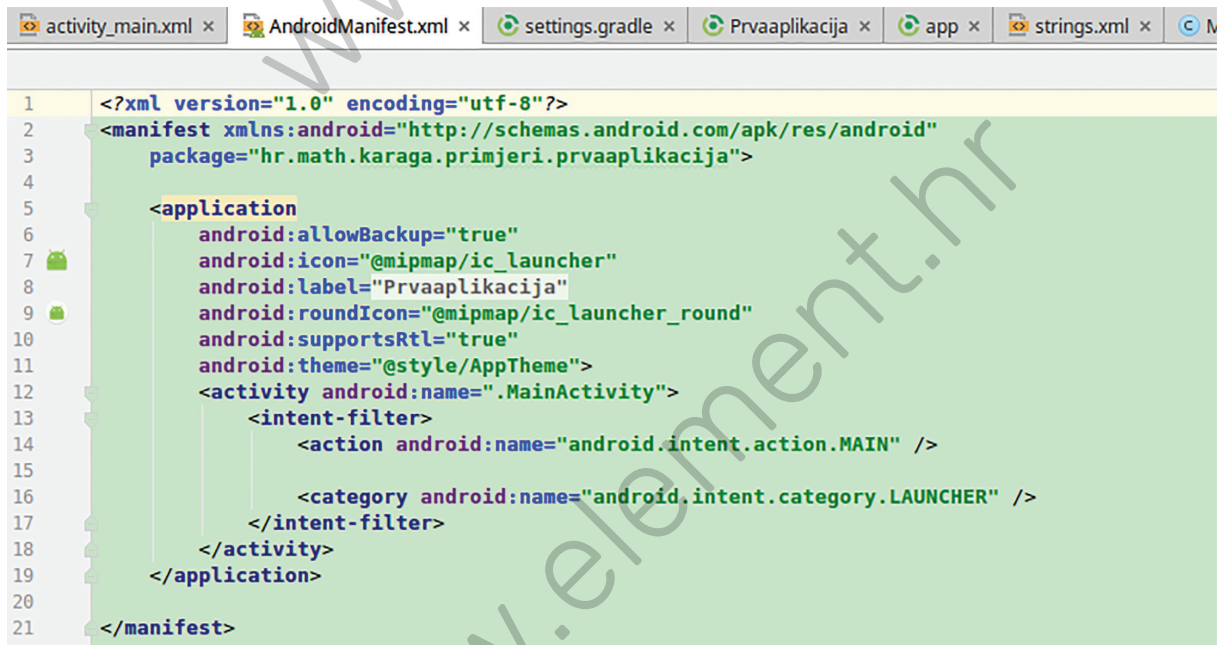 activity_main.xml × AndroidManifest.xml × settings.gradle × Prvaaplikacija × app × strings.xml × M
1 <?xml version="1.0" encoding="utf-8"?>
2 <manifest xmlns:android="http://schemas.android.com/apk/res/android"
3 package="hr.math.karaga.primjeri.prvaaplikacija">
4
5 <application
6 android:allowBackup="true"
7 android:icon="@mipmap/ic_launcher"
8 android:label="Prvaaplikacija"
9 android:roundIcon="@mipmap/ic_launcher_round"
10 android:supportsRtl="true"
11 android:theme="@style/AppTheme">
12 <activity android:name=".MainActivity">
13 <intent-filter>
14 <action android:name="android.intent.action.MAIN" />
15
16 <category android:name="android.intent.category.LAUNCHER" />
17 </intent-filter>
18 </activity>
19 </application>
20
21 </manifest>
w.element.hr